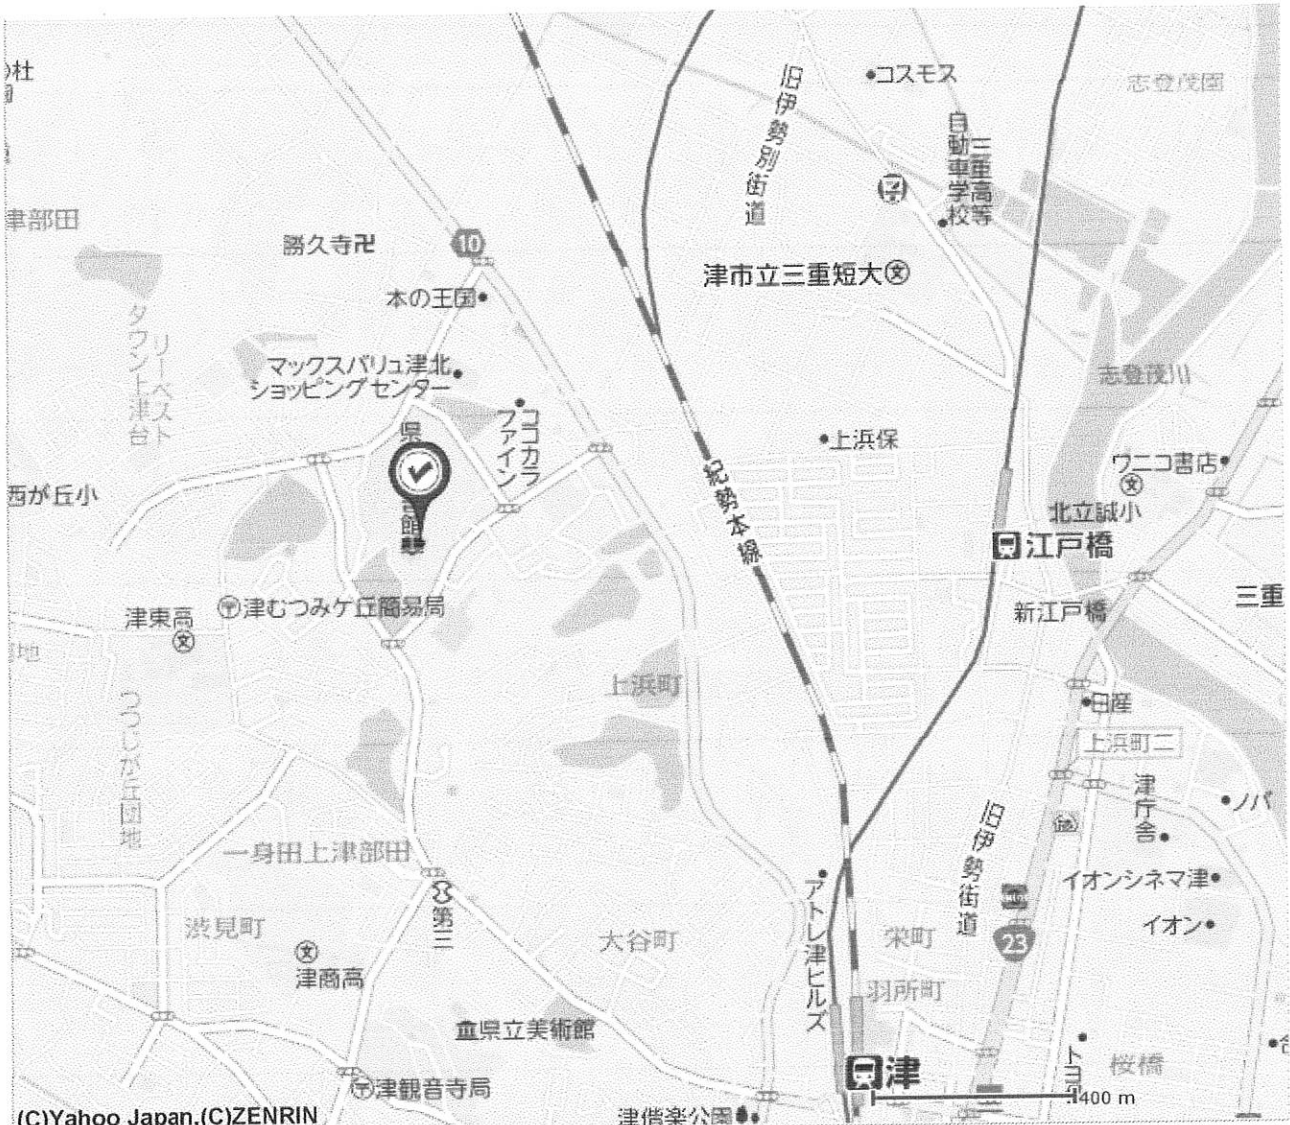 コスモス
志登茂園
旧伊勢別街道
三重高等
自動車学校
津部田
勝久寺卍
10
本の王国
津市立三重短大
リーベスト
タウン上津台
マックスバリュ津北
ショッピングセンター
志登茂川
ココカラ
ファイン
上浜保
紀勢本線
ワニコ書店
西が丘小
北立誠小
江戸橋
津東高
津むつみケ丘簡易局
新江戸橋
三重
上浜町
つつじが丘団地
日産
上浜町二
津庁舎
ノバ
一身田上津部田
旧伊勢街道
イオンシネマ津
アトレ津ヒルズ
第三
渋見町
大谷町
栄町
イオン
23
津商高
羽所町
県立美術館
桜橋
津
津観音寺局
400 m
津偕楽公園
(C)Yahoo Japan,(C)ZENRIN